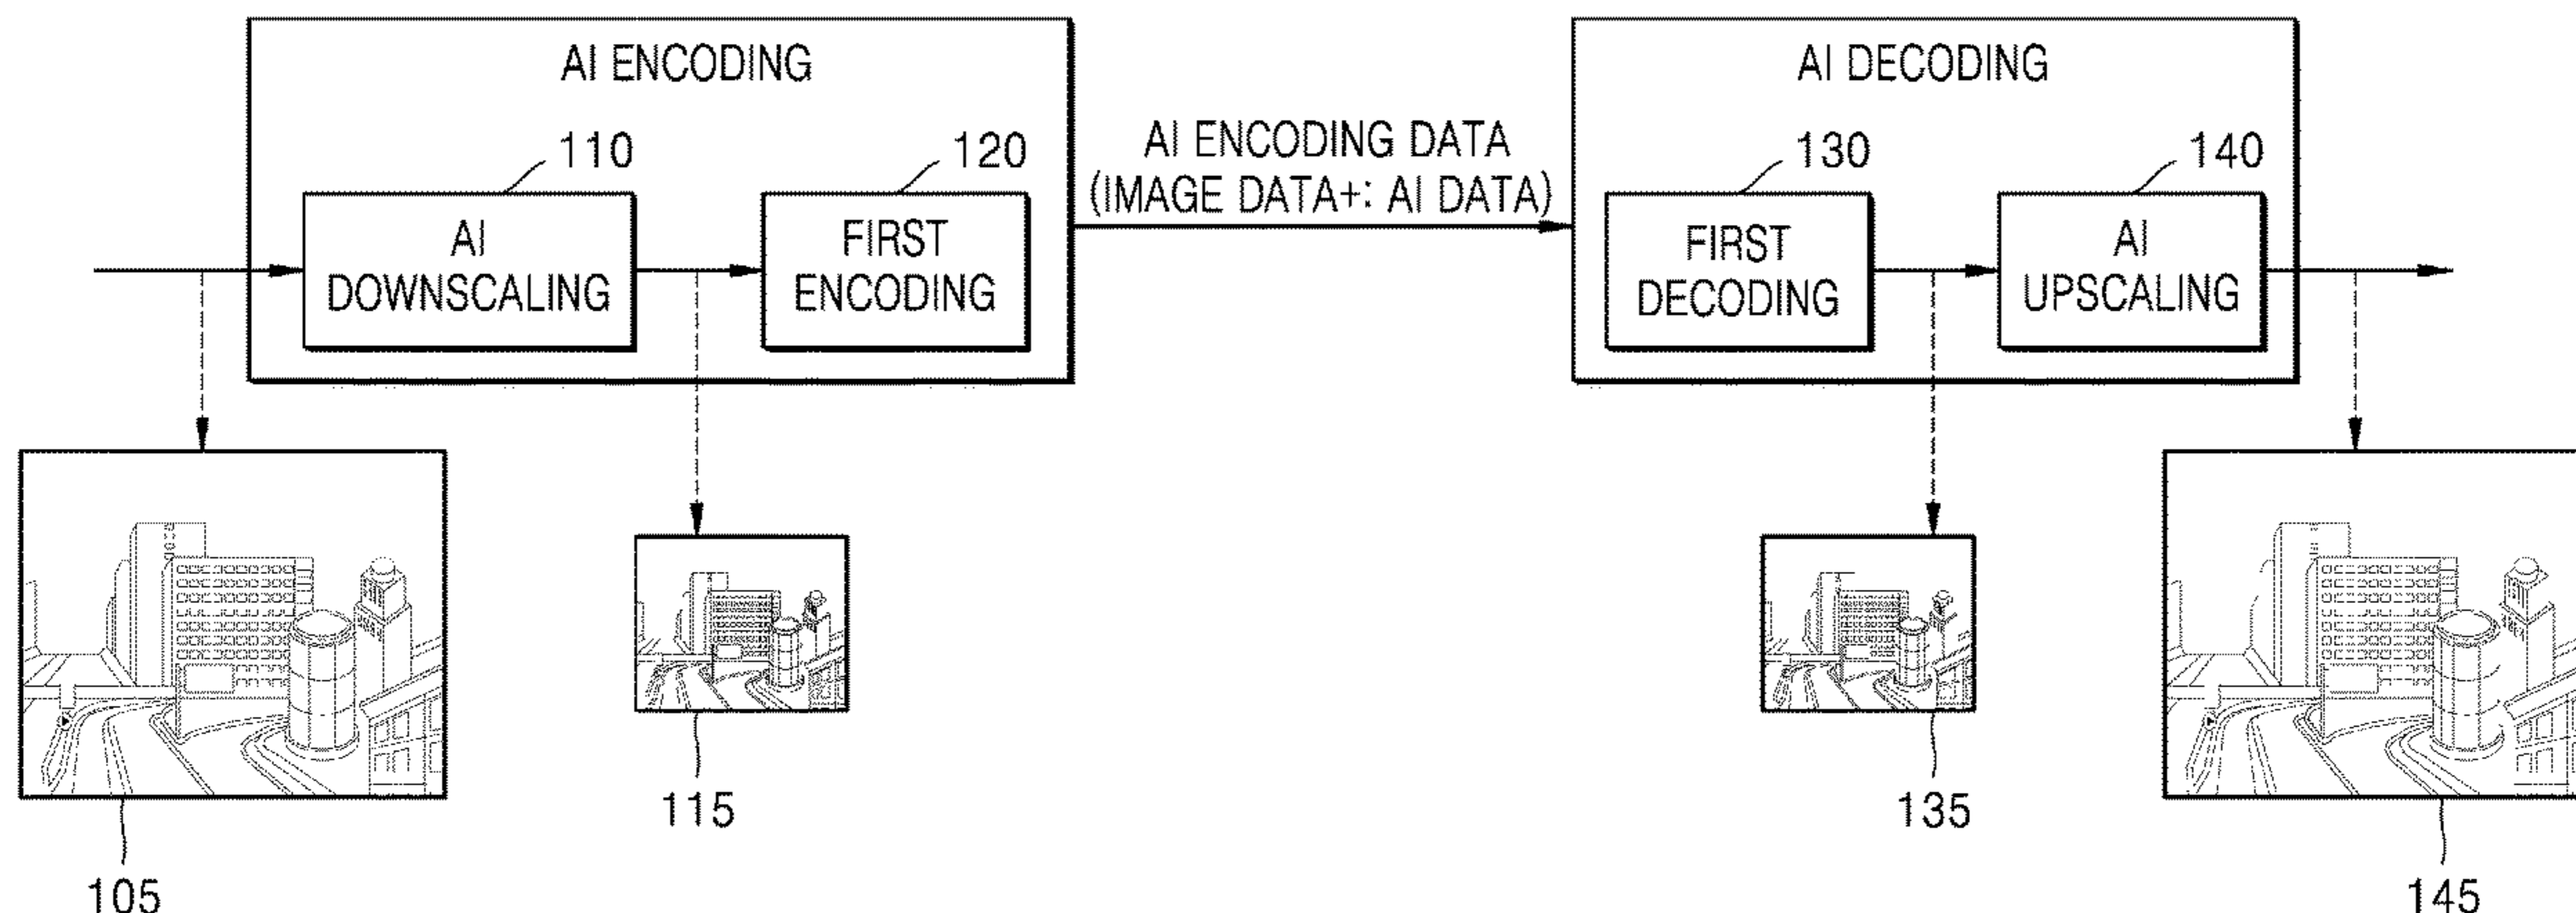 AI ENCODING
110
120
AI
DOWNSCALING
FIRST
ENCODING
AI ENCODING DATA
(IMAGE DATA+: AI DATA)
AI DECODING
130
140
FIRST
DECODING
AI
UPSCALING
105
115
135
145